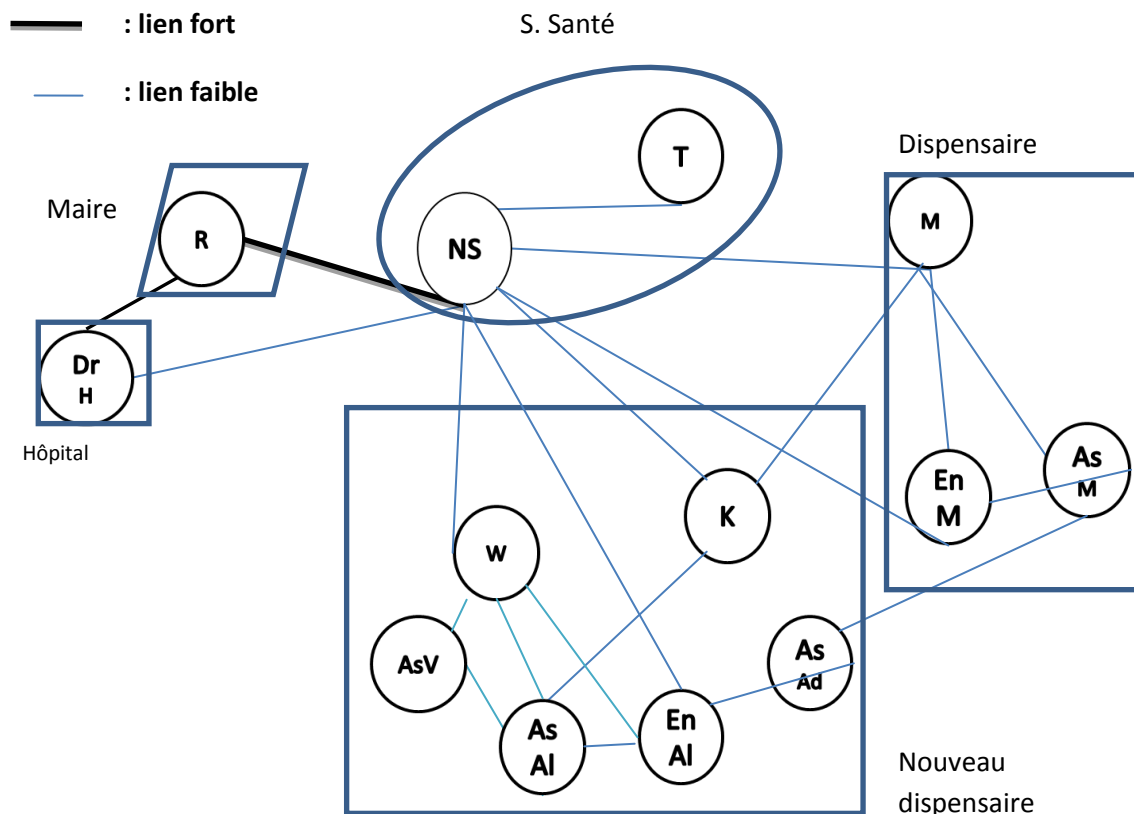 : lien fort
S. Santé
: lien faible
T
Dispensaire
Maire
R
NS
M
Dr
H
Hôpital
As
M
En
M
K
W
AsV
As
Ad
As
Al
En
Al
Nouveau
dispensaire